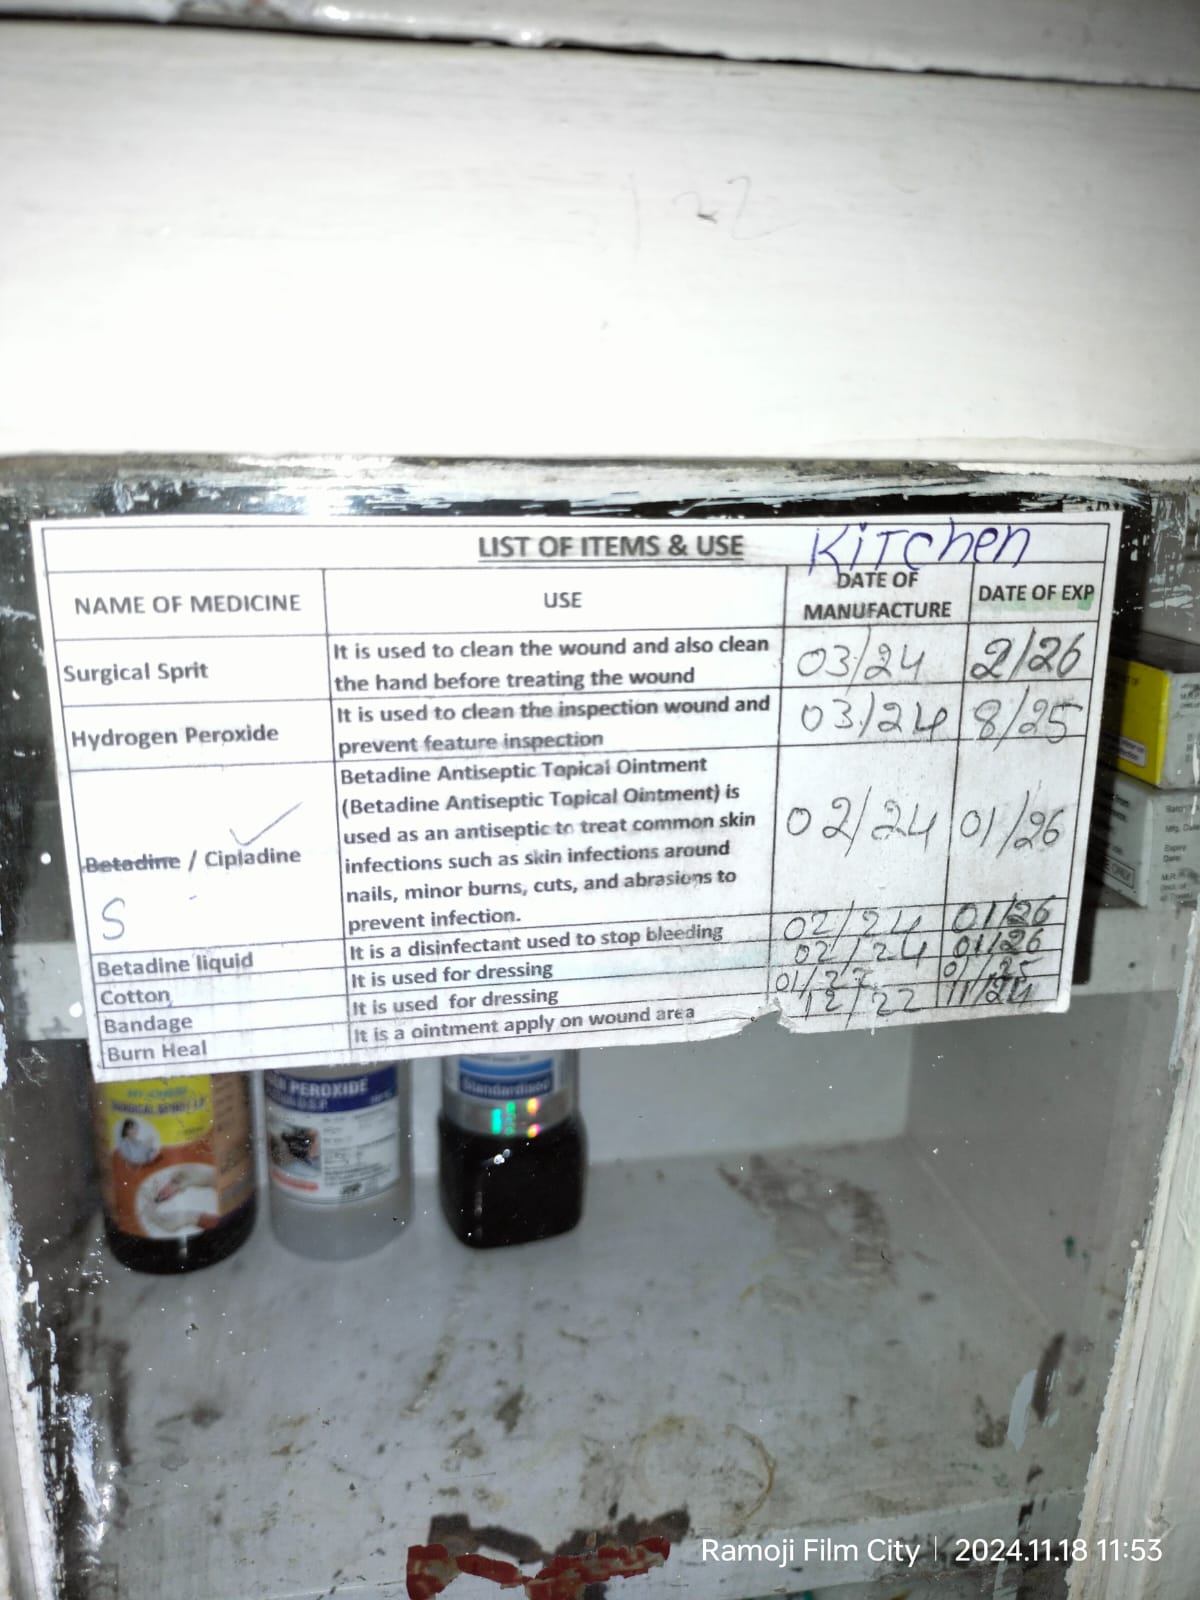 LIST OF ITEMS & USE Kitchen
NAME OF MEDICINE USE DATE OF MANUFACTURE DATE OF EXP
Surgical Sprit
It is used to clean the wound and also clean
the hand before treating the wound
03/24 2/26
Hydrogen Peroxide
It is used to clean the inspection wound and
prevent feature inspection
03/24 8/25
Betadine / Cipladine
S
Betadine Antiseptic Topical Ointment
(Betadine Antiseptic Topical Ointment) is
used as an antiseptic to treat common skin
infections such as skin infections around
nails, minor burns, cuts, and abrasions to
prevent infection.
02/24 01/26
Betadine liquid It is a disinfectant used to stop bleeding 02/24 01/26
Cotton It is used for dressing 02/24 01/26
Bandage It is used for dressing 01/25
Burn Heal It is a ointment apply on wound area 12/22 11/24
SURGICAL SPIRIT I.P.
PEROXIDE
Standardised
Ramoji Film City | 2024.11.18 11:53